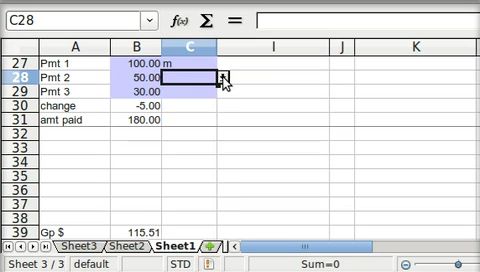 C28 f(x) Σ =
A B C I J K
27 Pmt 1 100.00 m
28 Pmt 2 50.00
29 Pmt 3 30.00
30 change -5.00
31 amt paid 180.00
32
33
34
35
36
37
38
39 Gp $ 115.51
Sheet3 Sheet2 Sheet1
Sheet 3 / 3 default STD Sum=0